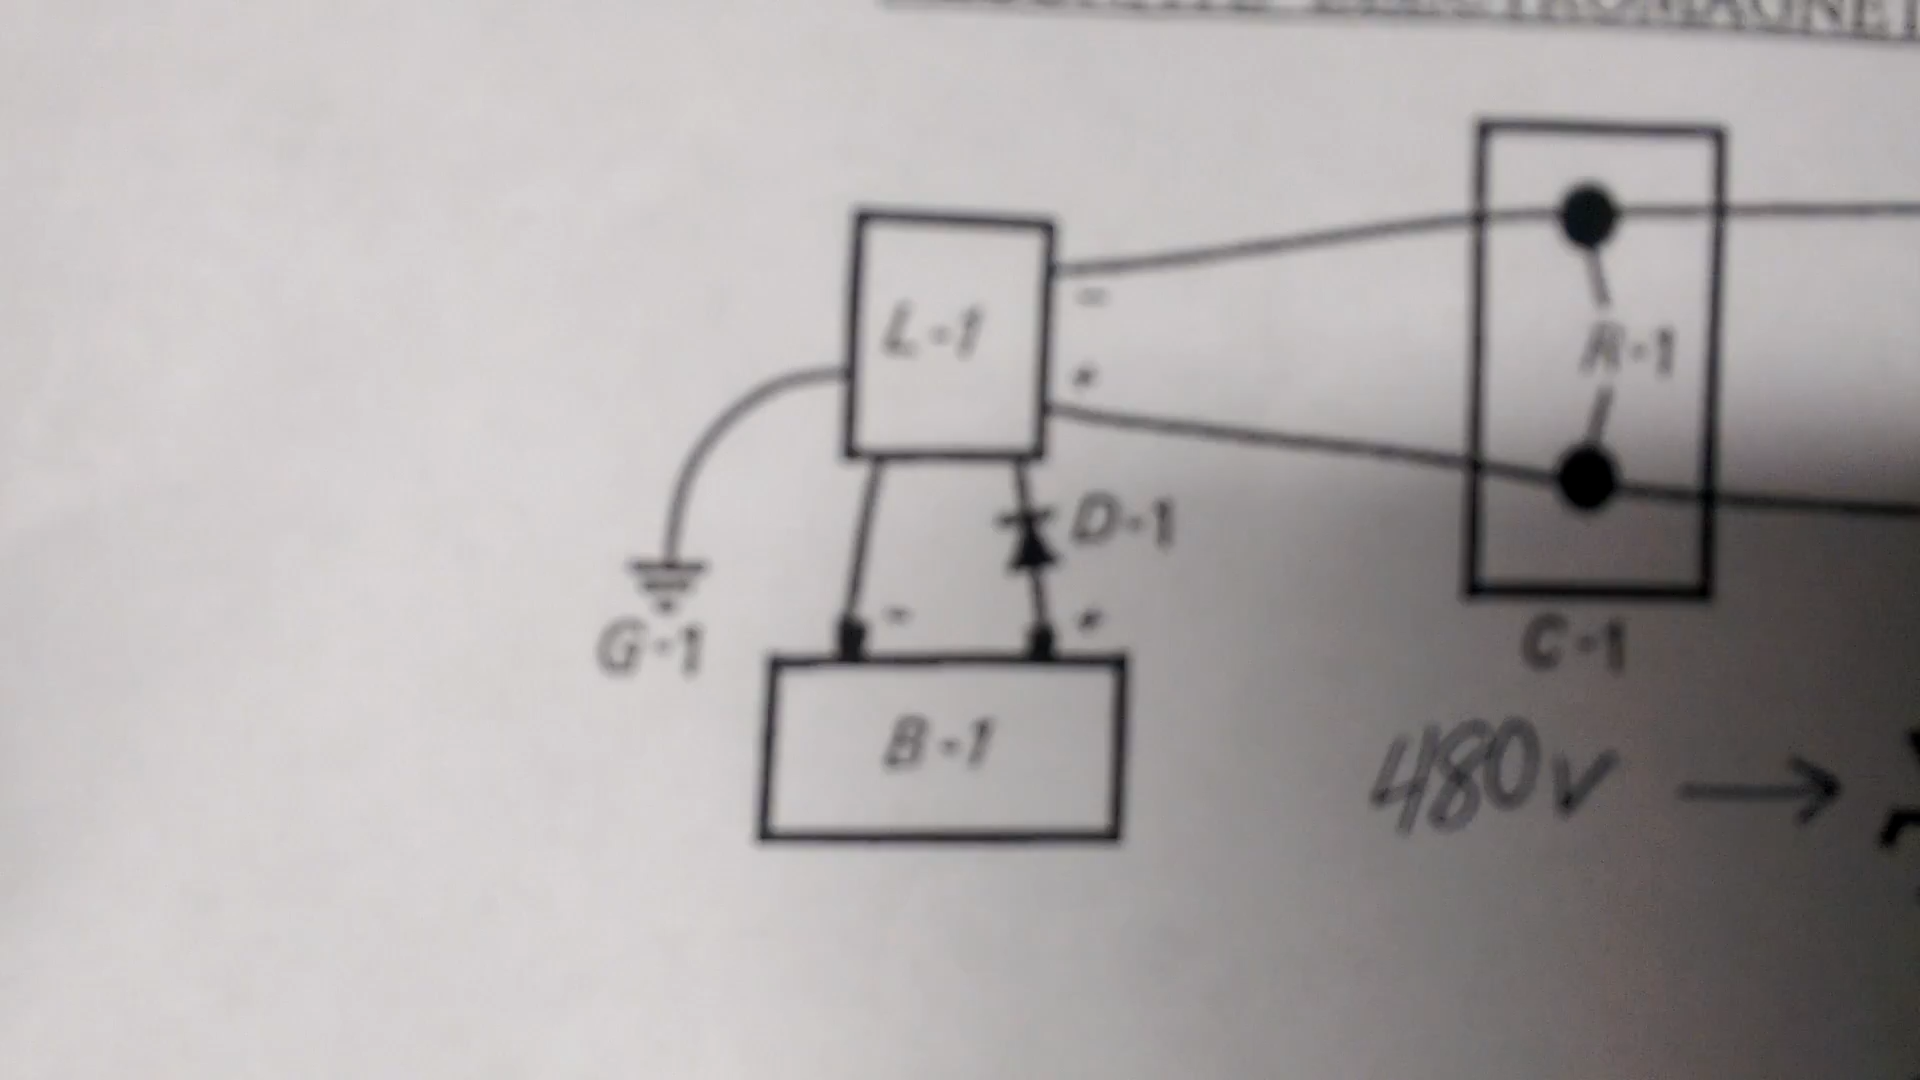 L-1
-
+
R-1
D-1
-
+
G-1
C-1
B-1
480v →